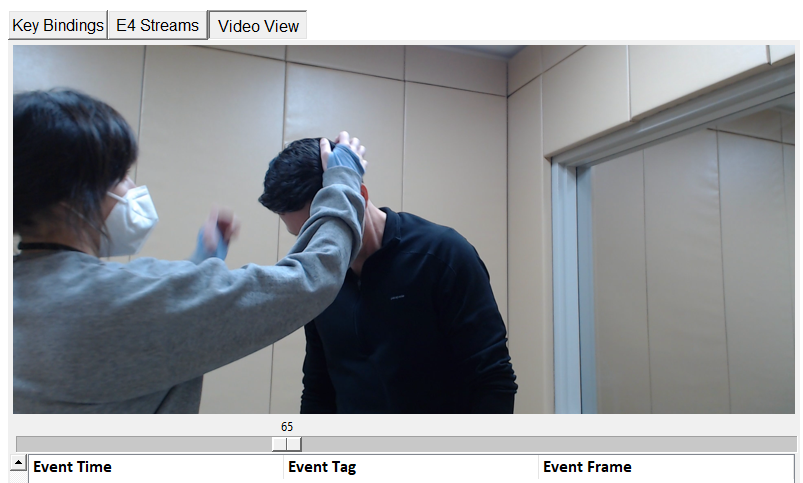 Key Bindings E4 Streams Video View
65
Event Time Event Tag Event Frame